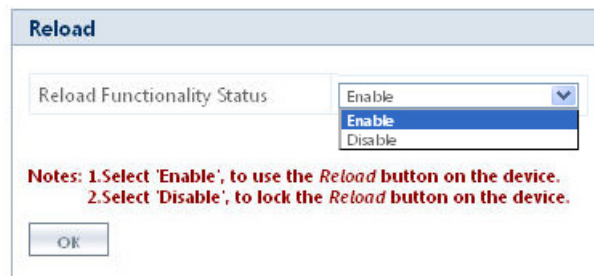 Reload
Reload Functionality Status Enable
Enable
Disable
Notes: 1.Select 'Enable', to use the Reload button on the device.
2.Select 'Disable', to lock the Reload button on the device.
OK